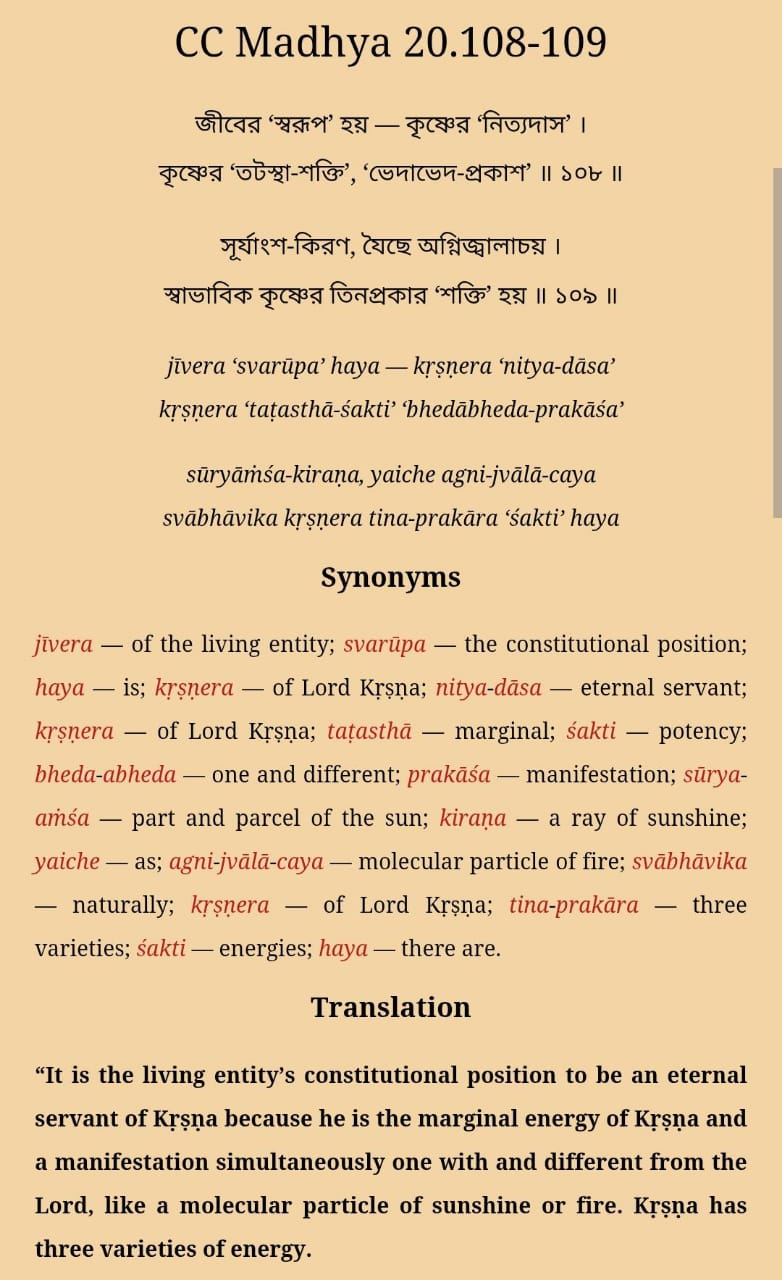 CC Madhya 20.108-109
জীবের ‘স্বরূপ’ হয় — কৃষ্ণের ‘নিত্যদাস’ ।
কৃষ্ণের ‘তটস্থা-শক্তি’, ‘ভেদাভেদ-প্রকাশ’ ॥ ১০৮ ॥
সূর্যাংশ-কিরণ, যৈছে অগ্নিজ্বালাচয় ।
স্বাভাবিক কৃষ্ণের তিনপ্রকার ‘শক্তি’ হয় ॥ ১০৯ ॥
jīvera ‘svarūpa’ haya — kṛṣṇera ‘nitya-dāsa’
kṛṣṇera ‘taṭasthā-śakti’ ‘bhedābheda-prakāśa’
sūryāṁśa-kiraṇa, yaiche agni-jvālā-caya
svābhāvika kṛṣṇera tina-prakāra ‘śakti’ haya
Synonyms
jīvera — of the living entity; svarūpa — the constitutional position;
haya — is; kṛṣṇera — of Lord Kṛṣṇa; nitya-dāsa — eternal servant;
kṛṣṇera — of Lord Kṛṣṇa; taṭasthā — marginal; śakti — potency;
bheda-abheda — one and different; prakāśa — manifestation; sūrya-
aṁśa — part and parcel of the sun; kiraṇa — a ray of sunshine;
yaiche — as; agni-jvālā-caya — molecular particle of fire; svābhāvika
— naturally; kṛṣṇera — of Lord Kṛṣṇa; tina-prakāra — three
varieties; śakti — energies; haya — there are.
Translation
“It is the living entity’s constitutional position to be an eternal
servant of Kṛṣṇa because he is the marginal energy of Kṛṣṇa and
a manifestation simultaneously one with and different from the
Lord, like a molecular particle of sunshine or fire. Kṛṣṇa has
three varieties of energy.